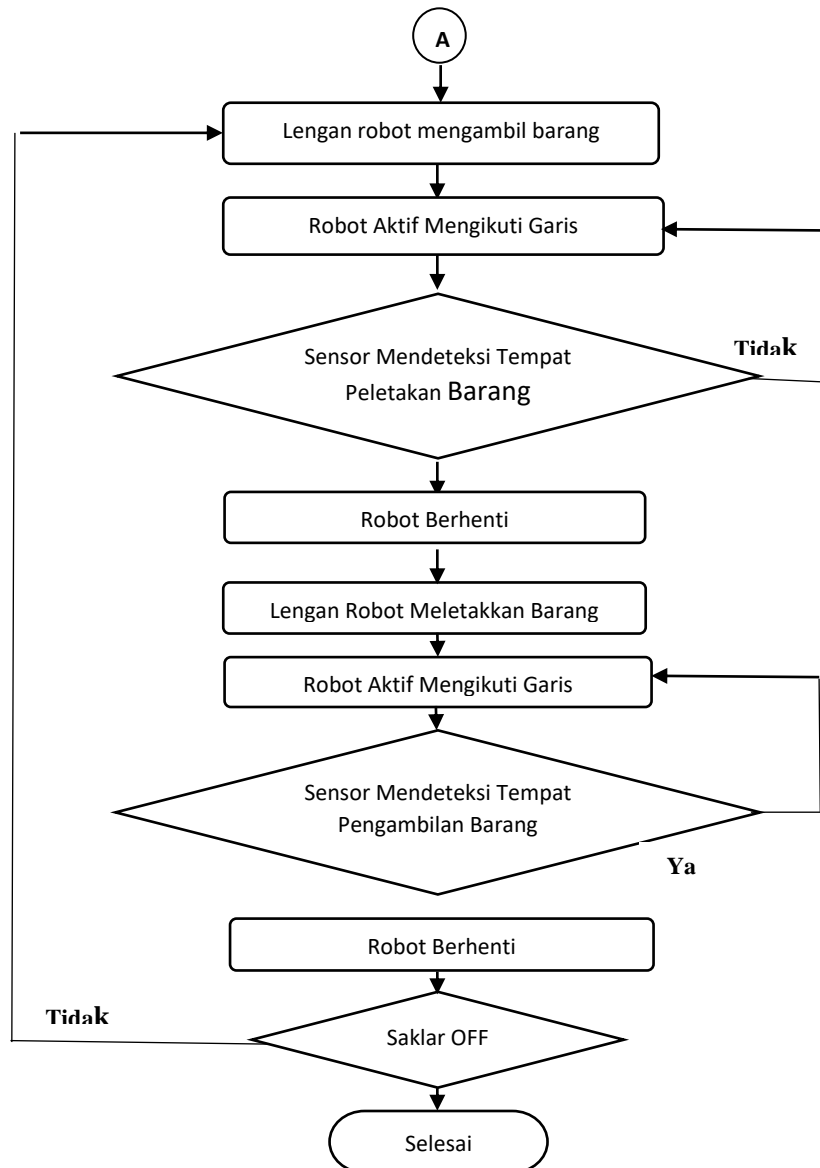 A
Lengan robot mengambil barang
Robot Aktif Mengikuti Garis
Sensor Mendeteksi Tempat
Peletakan Barang
Tidak
Robot Berhenti
Lengan Robot Meletakkan Barang
Robot Aktif Mengikuti Garis
Sensor Mendeteksi Tempat
Pengambilan Barang
Ya
Robot Berhenti
Tidak
Saklar OFF
Selesai